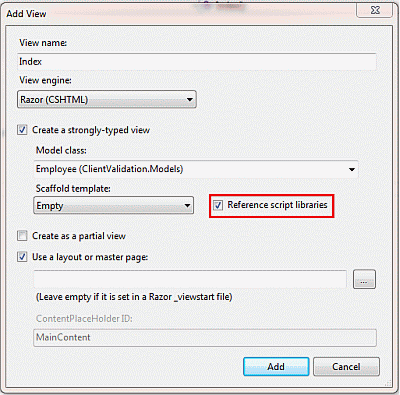 Add View
View name:
Index
View engine:
Razor (CSHTML)
Create a strongly-typed view
Model class:
Employee (ClientValidation.Models)
Scaffold template:
Empty
Reference script libraries
Create as a partial view
Use a layout or master page:
...
(Leave empty if it is set in a Razor _viewstart file)
ContentPlaceHolder ID:
MainContent
Add
Cancel